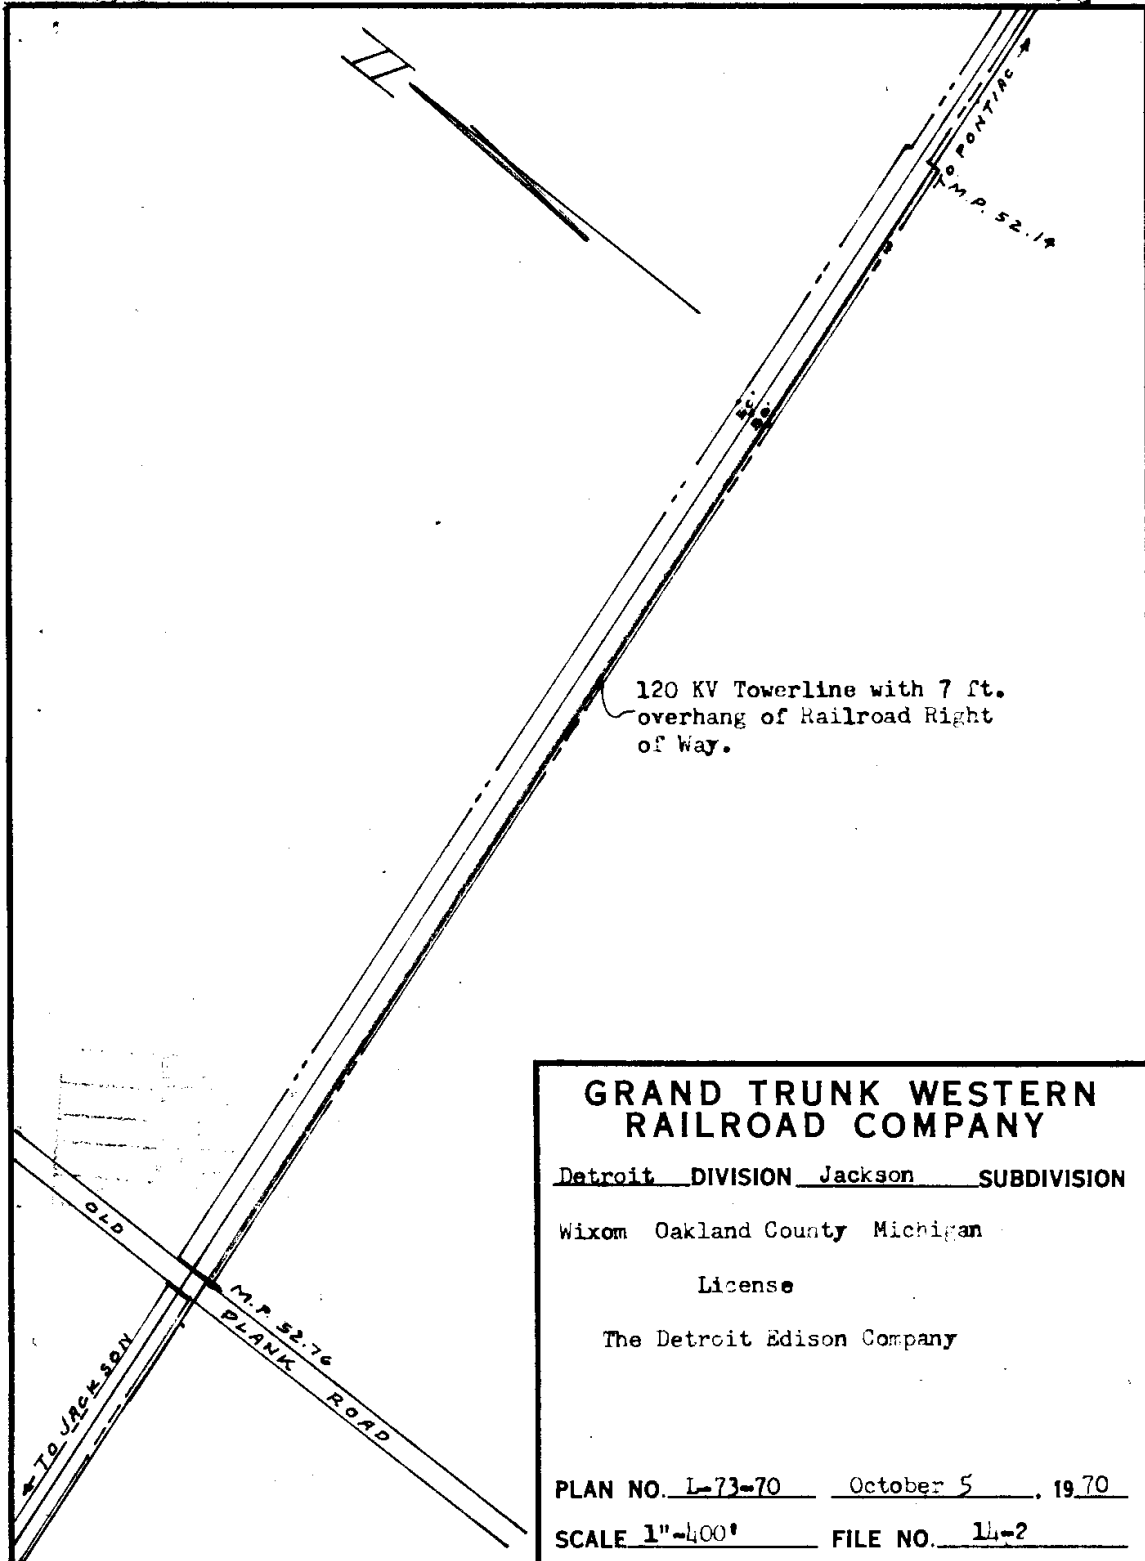 TO PONTIAC
M.P. 52.14
120 KV Towerline with 7 ft.
overhang of Railroad Right
of Way.
OLD
PLANK ROAD
M.P. 52.76
TO JACKSON
GRAND TRUNK WESTERN
RAILROAD COMPANY
Detroit DIVISION Jackson SUBDIVISION
Wixom Oakland County Michigan
License
The Detroit Edison Company
PLAN NO. L-73-70 October 5, 1970
SCALE 1"-400' FILE NO. 14-2